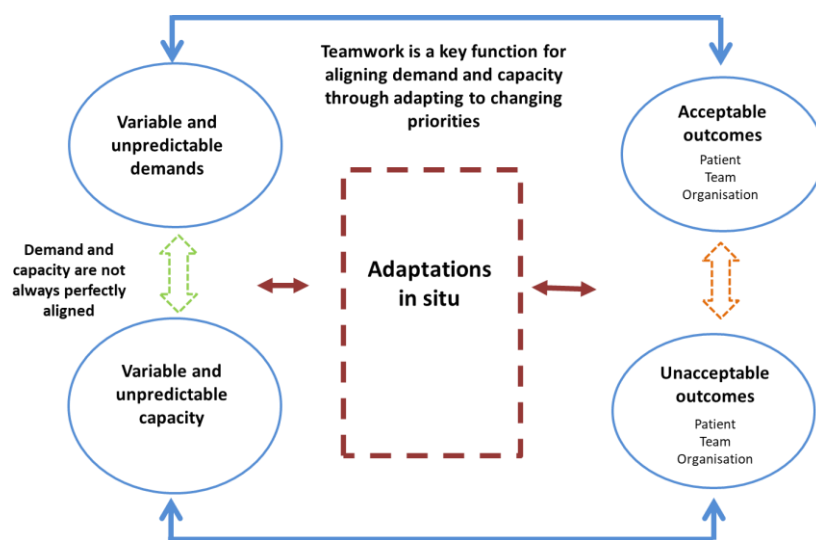 Teamwork is a key function for
aligning demand and capacity
through adapting to changing
priorities
Variable and
unpredictable
demands
Acceptable
outcomes
Patient
Team
Organisation
Demand and
capacity are not
always perfectly
aligned
Adaptations
in situ
Variable and
unpredictable
capacity
Unacceptable
outcomes
Patient
Team
Organisation